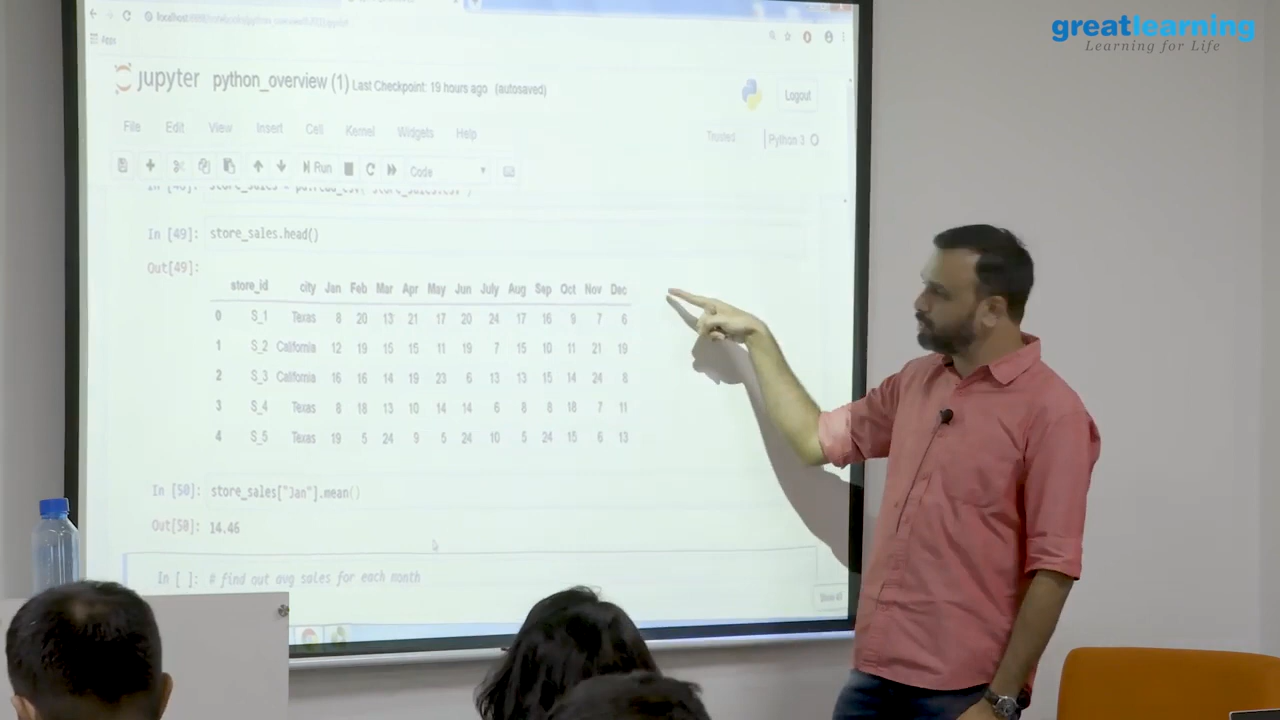 greatlearning
Learning for Life
Apps
jupyter python_overview (1) Last Checkpoint: 19 hours ago (autosaved)
Logout
File Edit View Insert Cell Kernel Widgets Help
Trusted Python 3
Run Code
In [49]: store_sales.head()
Out[49]:
store_id city Jan Feb Mar Apr May Jun July Aug Sep Oct Nov Dec
0 S_1 Texas 8 20 13 21 17 20 24 17 16 9 7 6
1 S_2 California 12 19 15 15 11 19 7 15 10 11 21 19
2 S_3 California 16 16 14 19 23 6 13 13 15 14 24 8
3 S_4 Texas 8 18 13 10 14 14 6 8 8 18 7 11
4 S_5 Texas 19 5 24 9 5 24 10 5 24 15 6 13
In [50]: store_sales["Jan"].mean()
Out[50]: 14.46
In [ ]: # find out avg sales for each month